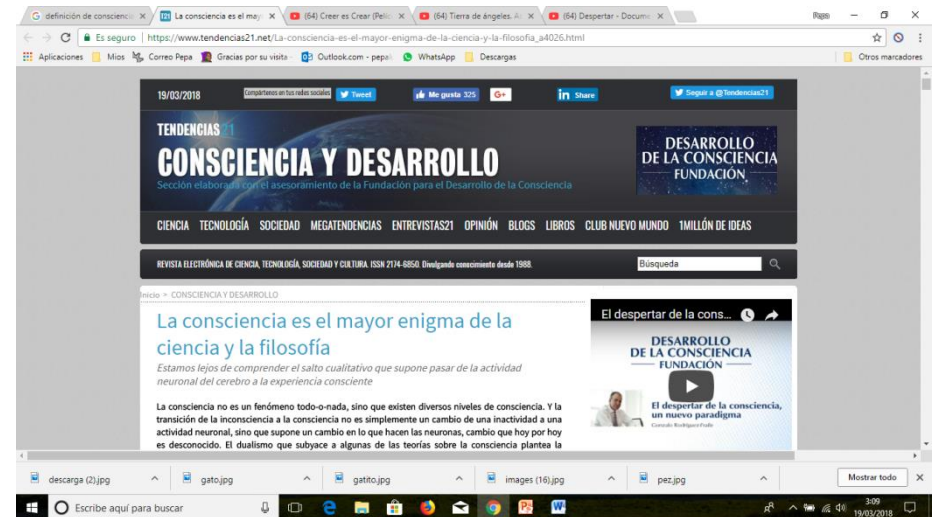 definición de consciencia
La consciencia es el may
(64) Creer es Crear (Pelíc
(64) Tierra de ángeles. A
(64) Despertar - Docume
Es seguro | https://www.tendencias21.net/La-consciencia-es-el-mayor-enigma-de-la-ciencia-y-la-filosofia_a4026.html
Aplicaciones Mios Correo Pepa Gracias por su visita Outlook.com - pepa WhatsApp Descargas Otros marcadores
19/03/2018 Compártenos en tus redes sociales Tweet Me gusta 325 G+ in Share Seguir a @Tendencias21
TENDENCIAS 21
CONSCIENCIA Y DESARROLLO
Sección elaborada con el asesoramiento de la Fundación para el Desarrollo de la Consciencia
DESARROLLO
DE LA CONSCIENCIA
FUNDACIÓN
CIENCIA TECNOLOGÍA SOCIEDAD MEGATENDENCIAS ENTREVISTAS21 OPINIÓN BLOGS LIBROS CLUB NUEVO MUNDO 1MILLÓN DE IDEAS
REVISTA ELECTRÓNICA DE CIENCIA, TECNOLOGÍA, SOCIEDAD Y CULTURA. ISSN 2174-6850. Divulgando conocimiento desde 1988.
Búsqueda
Inicio > CONSCIENCIA Y DESARROLLO
La consciencia es el mayor enigma de la
ciencia y la filosofía
Estamos lejos de comprender el salto cualitativo que supone pasar de la actividad
neuronal del cerebro a la experiencia consciente
La consciencia no es un fenómeno todo-o-nada, sino que existen diversos niveles de consciencia. Y la
transición de la inconsciencia a la consciencia no es simplemente un cambio de una inactividad a una
actividad neuronal, sino que supone un cambio en lo que hacen las neuronas, cambio que hoy por hoy
es desconocido. El dualismo que subyace a algunas de las teorías sobre la consciencia plantea la
El despertar de la cons...
DESARROLLO
DE LA CONSCIENCIA
FUNDACIÓN
El despertar de la consciencia,
un nuevo paradigma
descarga (2).jpg gato.jpg gatito.jpg images (16).jpg pez.jpg Mostrar todo
Escribe aquí para buscar
3:09
19/03/2018